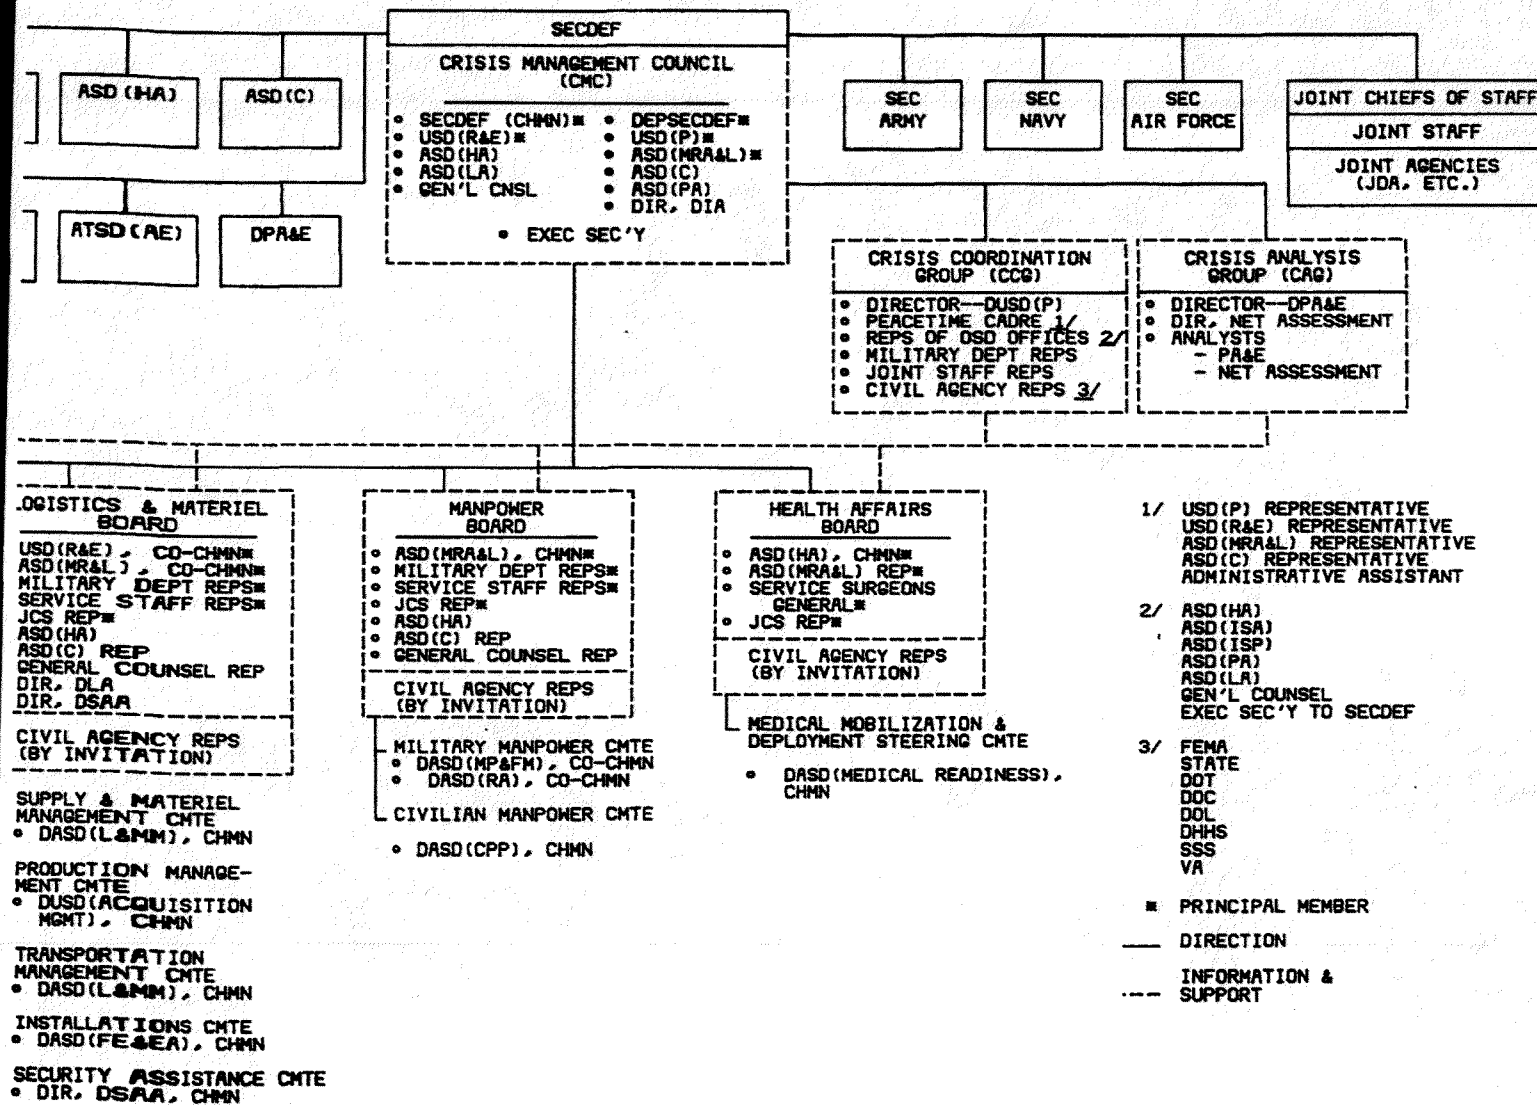 SECDEF
CRISIS MANAGEMENT COUNCIL
(CMC)
• SECDEF (CHMN)* • DEPSECDEF*
• USD(R&E)* • USD(P)*
• ASD(HA) • ASD(MRA&L)*
• ASD(LA) • ASD(C)
• GEN'L CNSL • ASD(PA)
• DIR, DIA
• EXEC SEC'Y
ASD(HA)
ASD(C)
ATSD(AE)
DPA&E
SEC
ARMY
SEC
NAVY
SEC
AIR FORCE
JOINT CHIEFS OF STAFF
JOINT STAFF
JOINT AGENCIES
(JDA, ETC.)
CRISIS COORDINATION
GROUP (CCG)
• DIRECTOR--DUSD(P)
• PEACETIME CADRE 1/
• REPS OF OSD OFFICES 2/
• MILITARY DEPT REPS
• JOINT STAFF REPS
• CIVIL AGENCY REPS 3/
CRISIS ANALYSIS
GROUP (CAG)
• DIRECTOR--DPA&E
• DIR, NET ASSESSMENT
• ANALYSTS
- PA&E
- NET ASSESSMENT
LOGISTICS & MATERIEL
BOARD
USD(R&E), CO-CHMN*
ASD(MR&L), CO-CHMN*
MILITARY DEPT REPS*
SERVICE STAFF REPS*
JCS REP*
ASD(HA)
ASD(C) REP
GENERAL COUNSEL REP
DIR, DLA
DIR, DSAA
CIVIL AGENCY REPS
(BY INVITATION)
SUPPLY & MATERIEL
MANAGEMENT CMTE
• DASD(L&MM), CHMN
PRODUCTION MANAGE-
MENT CMTE
• DUSD(ACQUISITION
MGMT), CHMN
TRANSPORTATION
MANAGEMENT CMTE
• DASD(L&MM), CHMN
INSTALLATIONS CMTE
• DASD(FE&EA), CHMN
SECURITY ASSISTANCE CMTE
• DIR, DSAA, CHMN
MANPOWER
BOARD
• ASD(MRA&L), CHMN*
• MILITARY DEPT REPS*
• SERVICE STAFF REPS*
• JCS REP*
• ASD(HA)
• ASD(C) REP
• GENERAL COUNSEL REP
CIVIL AGENCY REPS
(BY INVITATION)
MILITARY MANPOWER CMTE
• DASD(MP&FM), CO-CHMN
• DASD(RA), CO-CHMN
CIVILIAN MANPOWER CMTE
• DASD(CPP), CHMN
HEALTH AFFAIRS
BOARD
• ASD(HA), CHMN*
• ASD(MRA&L) REP*
• SERVICE SURGEONS
GENERAL*
• JCS REP*
CIVIL AGENCY REPS
(BY INVITATION)
MEDICAL MOBILIZATION &
DEPLOYMENT STEERING CMTE
• DASD(MEDICAL READINESS),
CHMN
1/ USD(P) REPRESENTATIVE
USD(R&E) REPRESENTATIVE
ASD(MRA&L) REPRESENTATIVE
ASD(C) REPRESENTATIVE
ADMINISTRATIVE ASSISTANT
2/ ASD(HA)
ASD(ISA)
ASD(ISP)
ASD(PA)
ASD(LA)
GEN'L COUNSEL
EXEC SEC'Y TO SECDEF
3/ FEMA
STATE
DOT
DOC
DOL
DHHS
SSS
VA
* PRINCIPAL MEMBER
DIRECTION
INFORMATION &
SUPPORT